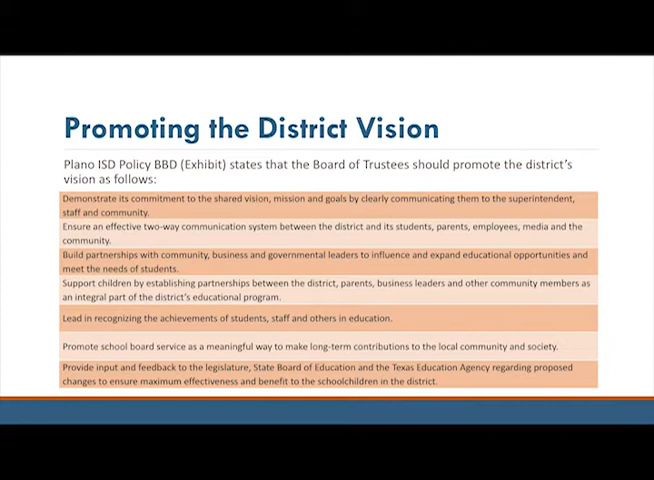 Promoting the District Vision
Plano ISD Policy BBD (Exhibit) states that the Board of Trustees should promote the district's
vision as follows:
Demonstrate its commitment to the shared vision, mission and goals by clearly communicating them to the superintendent,
staff and community.
Ensure an effective two-way communication system between the district and its students, parents, employees, media and the
community.
Build partnerships with community, business and governmental leaders to influence and expand educational opportunities and
meet the needs of students.
Support children by establishing partnerships between the district, parents, business leaders and other community members as
an integral part of the district's educational program.
Lead in recognizing the achievements of students, staff and others in education.
Promote school board service as a meaningful way to make long-term contributions to the local community and society.
Provide input and feedback to the legislature, State Board of Education and the Texas Education Agency regarding proposed
changes to ensure maximum effectiveness and benefit to the schoolchildren in the district.